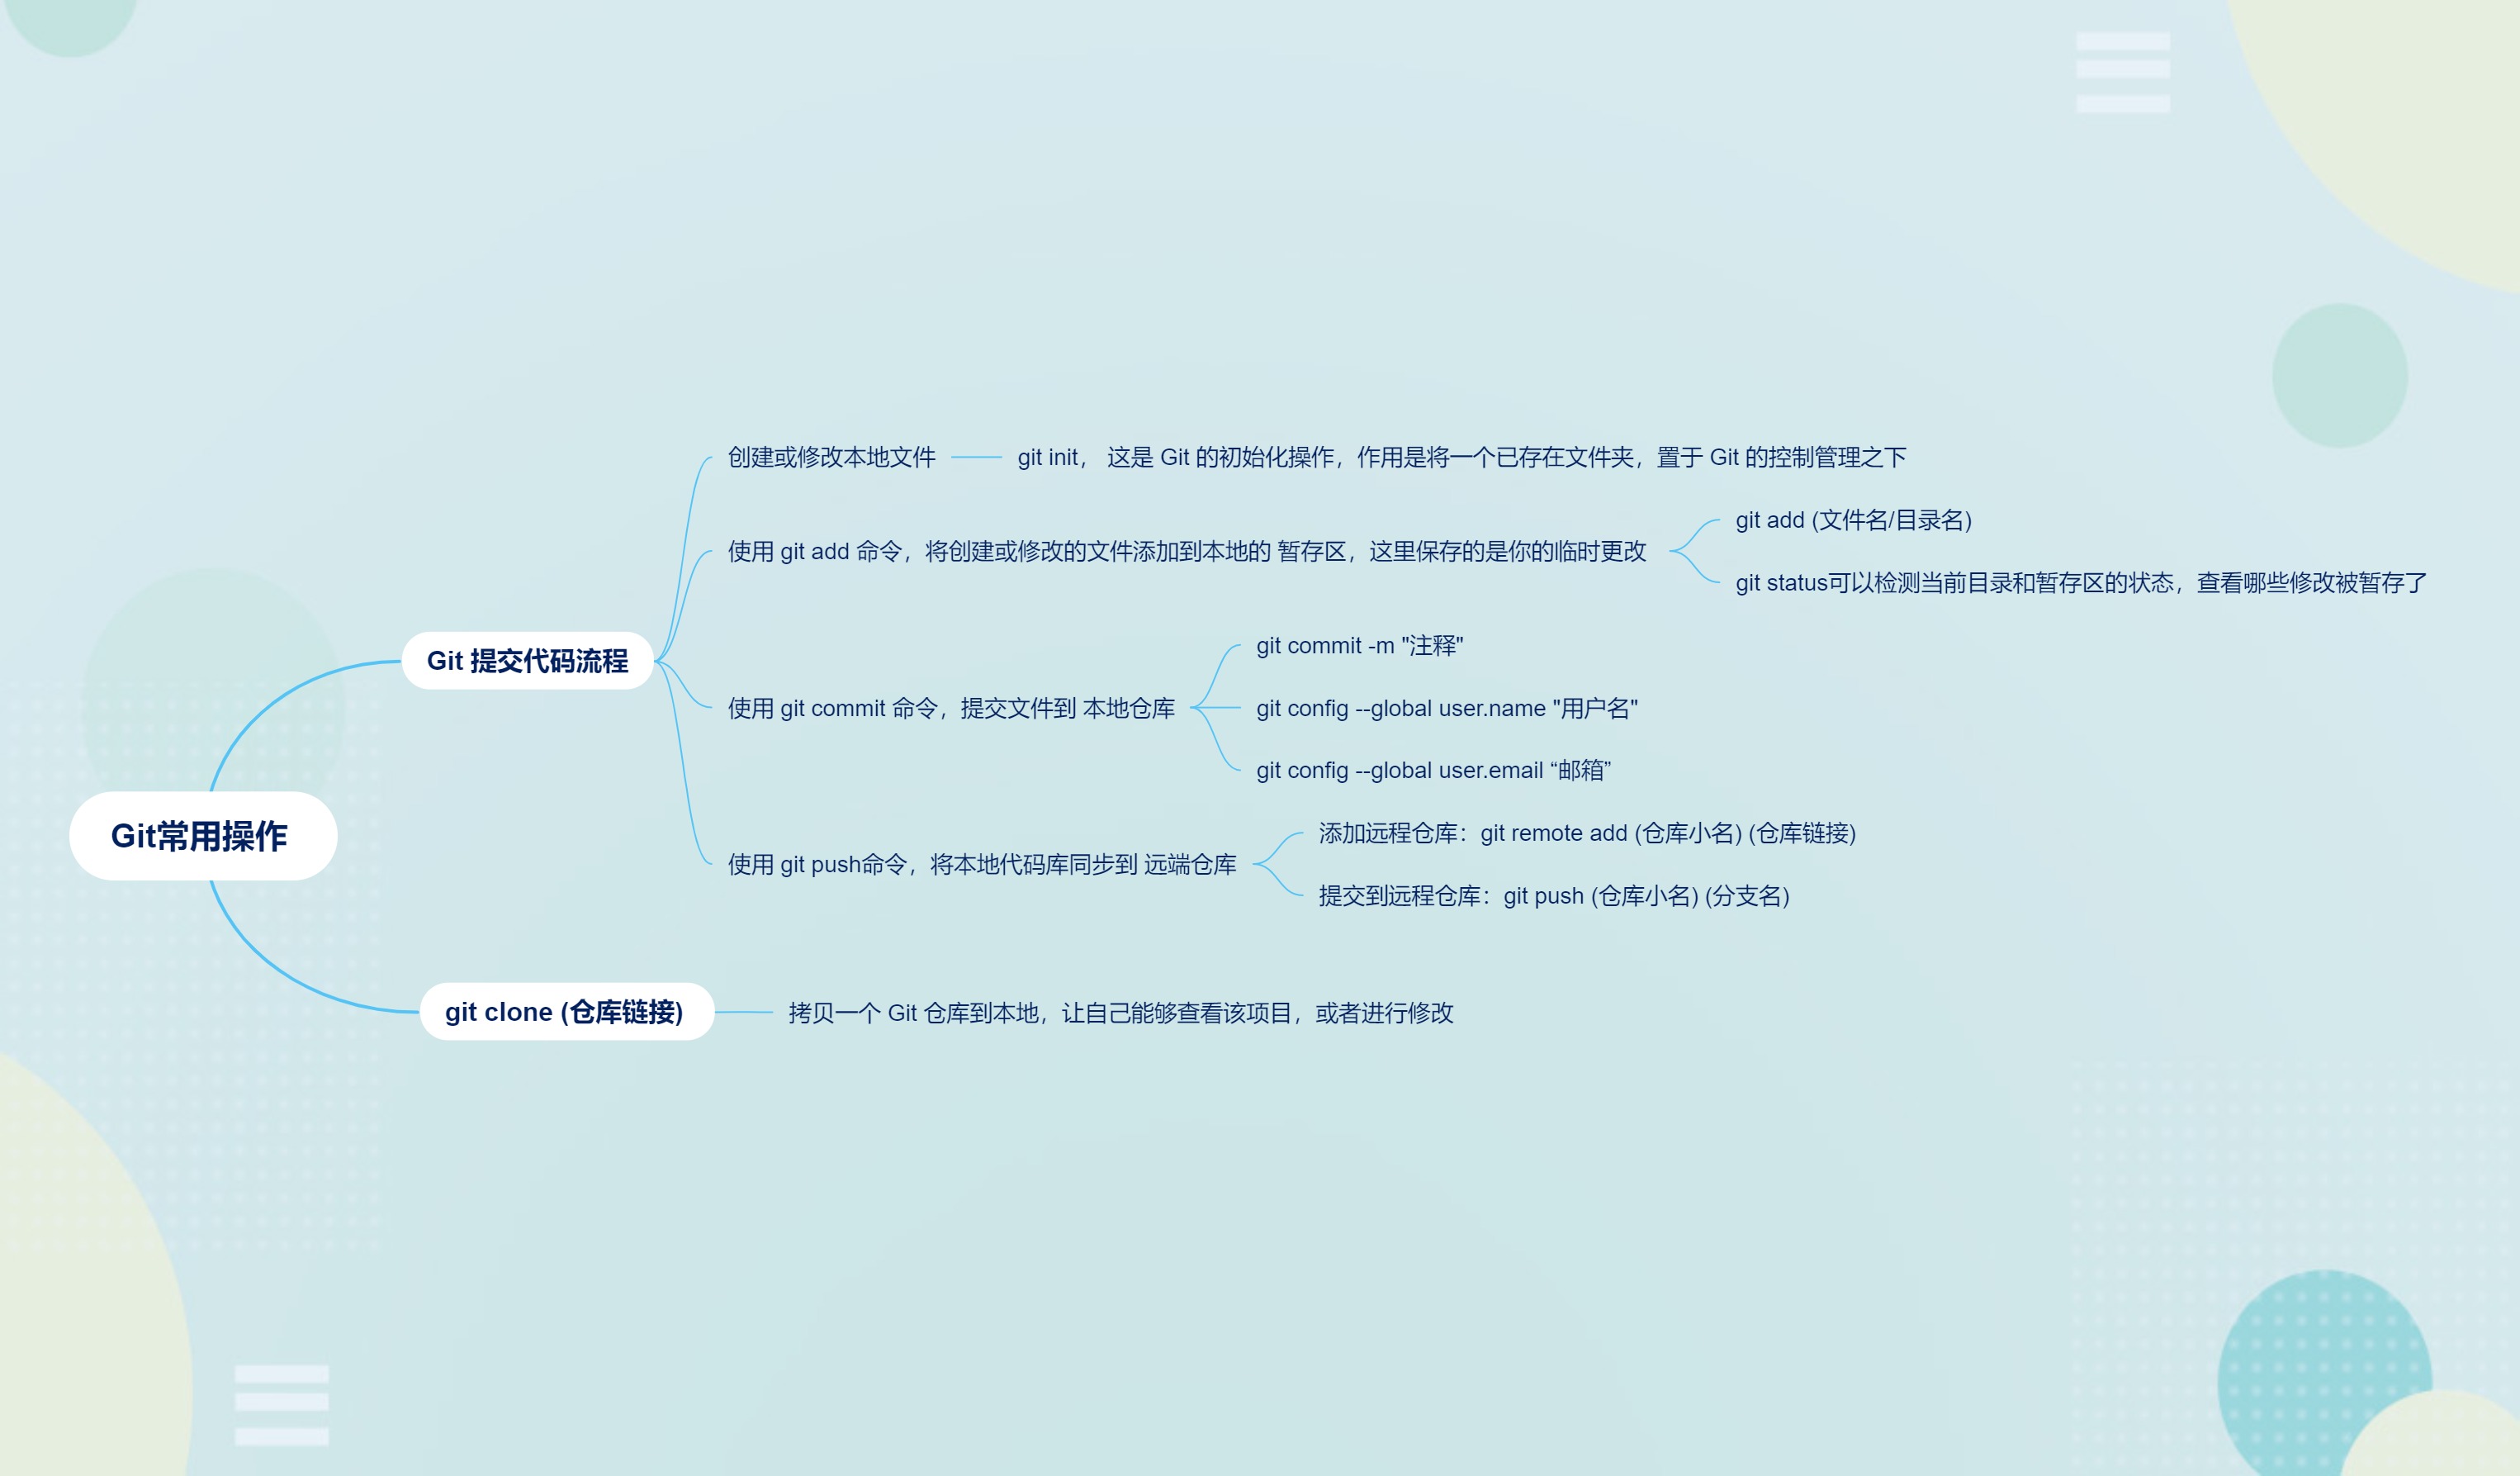 Git常用操作
Git 提交代码流程
创建或修改本地文件
git init， 这是 Git 的初始化操作，作用是将一个已存在文件夹，置于 Git 的控制管理之下
使用 git add 命令，将创建或修改的文件添加到本地的 暂存区，这里保存的是你的临时更改
git add (文件名/目录名)
git status可以检测当前目录和暂存区的状态，查看哪些修改被暂存了
使用 git commit 命令，提交文件到 本地仓库
git commit -m "注释"
git config --global user.name "用户名"
git config --global user.email “邮箱”
使用 git push命令，将本地代码库同步到 远端仓库
添加远程仓库：git remote add (仓库小名) (仓库链接)
提交到远程仓库：git push (仓库小名) (分支名)
git clone (仓库链接)
拷贝一个 Git 仓库到本地，让自己能够查看该项目，或者进行修改